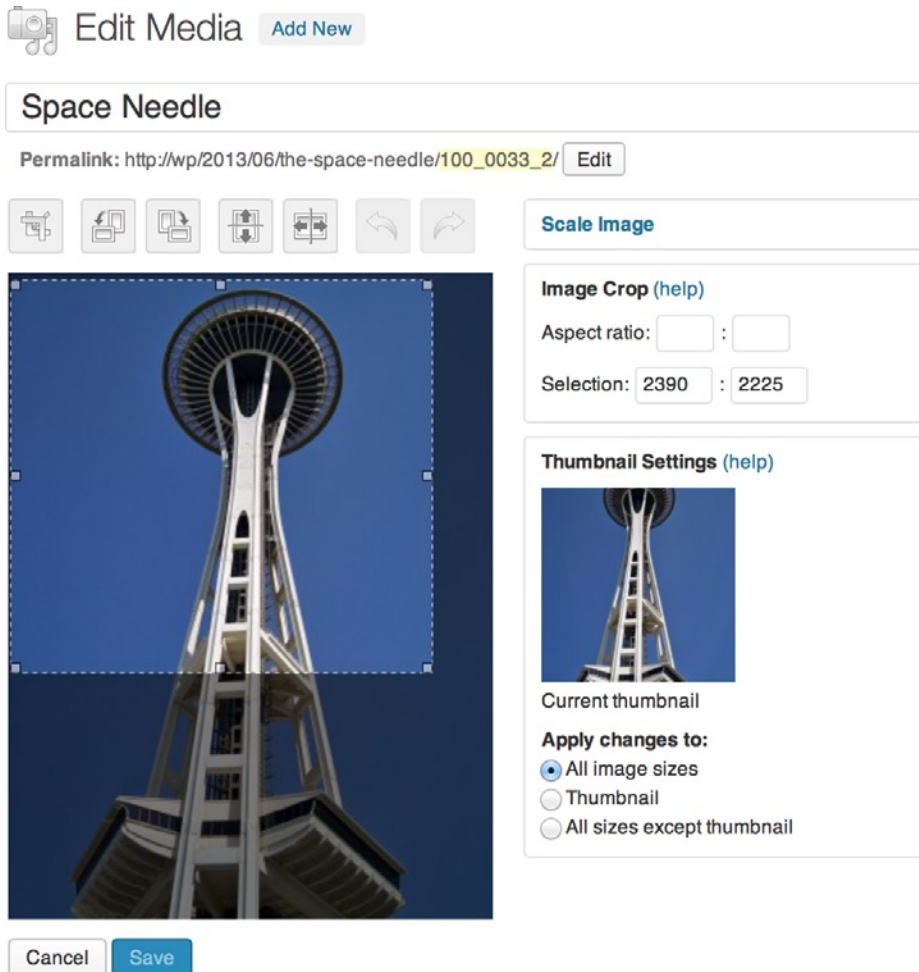 Edit Media Add New
Space Needle
Permalink: http://wp/2013/06/the-space-needle/100_0033_2/ Edit
Scale Image
Image Crop (help)
Aspect ratio: :
Selection: 2390 : 2225
Thumbnail Settings (help)
Current thumbnail
Apply changes to:
All image sizes
Thumbnail
All sizes except thumbnail
Cancel Save